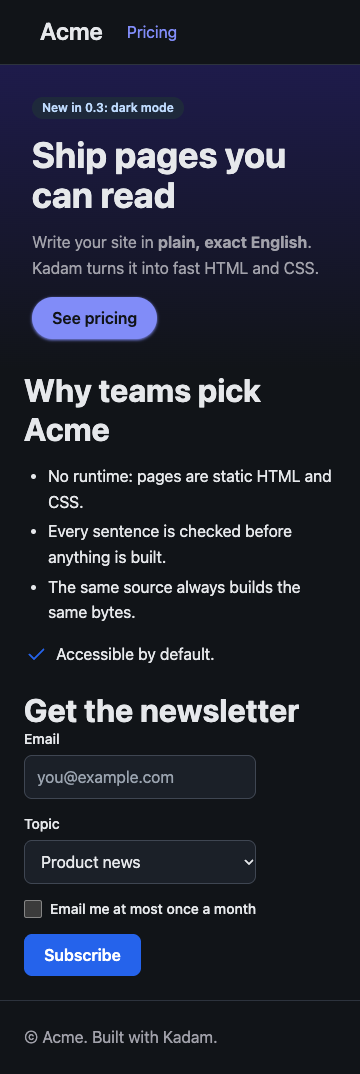 Acme Pricing
New in 0.3: dark mode
Ship pages you
can read
Write your site in plain, exact English.
Kadam turns it into fast HTML and CSS.
See pricing
Why teams pick
Acme
• No runtime: pages are static HTML and
CSS.
• Every sentence is checked before
anything is built.
• The same source always builds the
same bytes.
Accessible by default.
Get the newsletter
Email
you@example.com
Topic
Product news
Email me at most once a month
Subscribe
© Acme. Built with Kadam.